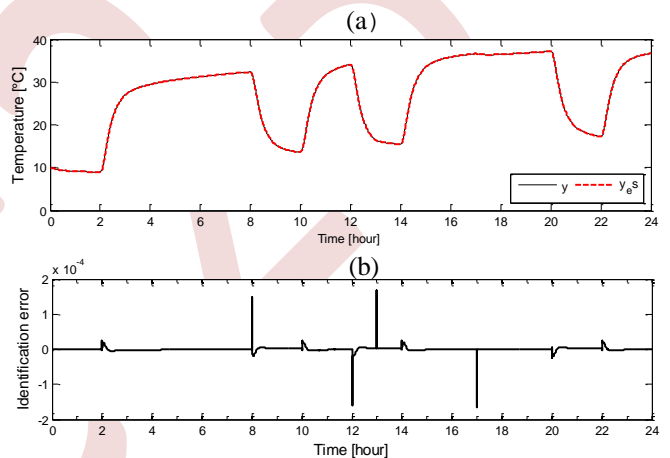 (a)
40
30
20
10
0
Temperature [°C]
y y_e s
0 2 4 6 8 10 12 14 16 18 20 22 24
Time [hour]
(b)
x 10^-4
2
1
0
-1
-2
Identification error
0 2 4 6 8 10 12 14 16 18 20 22 24
Time [hour]